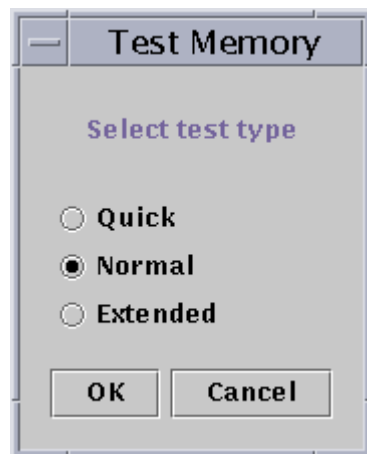 Test Memory
Select test type
Quick
Normal
Extended
OK Cancel